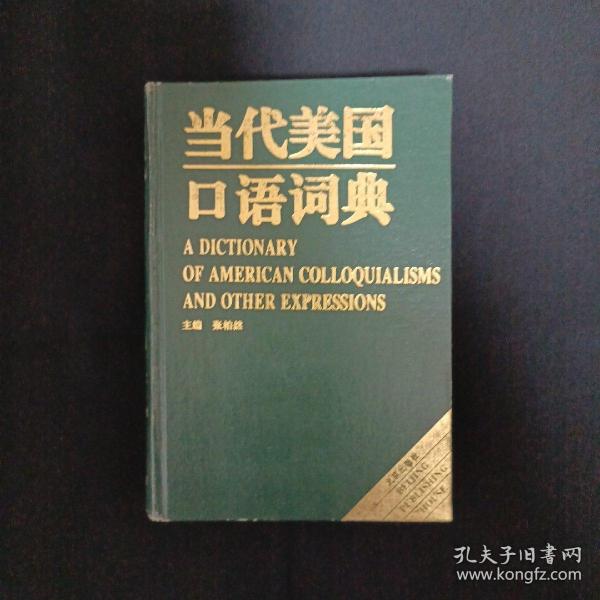 当代美国
口语词典
A DICTIONARY
OF AMERICAN COLLOQUIALISMS
AND OTHER EXPRESSIONS
主编 张柏然
北京出版社
BEIJING
PUBLISHING
HOUSE
孔夫子旧书网
www.kongfz.com